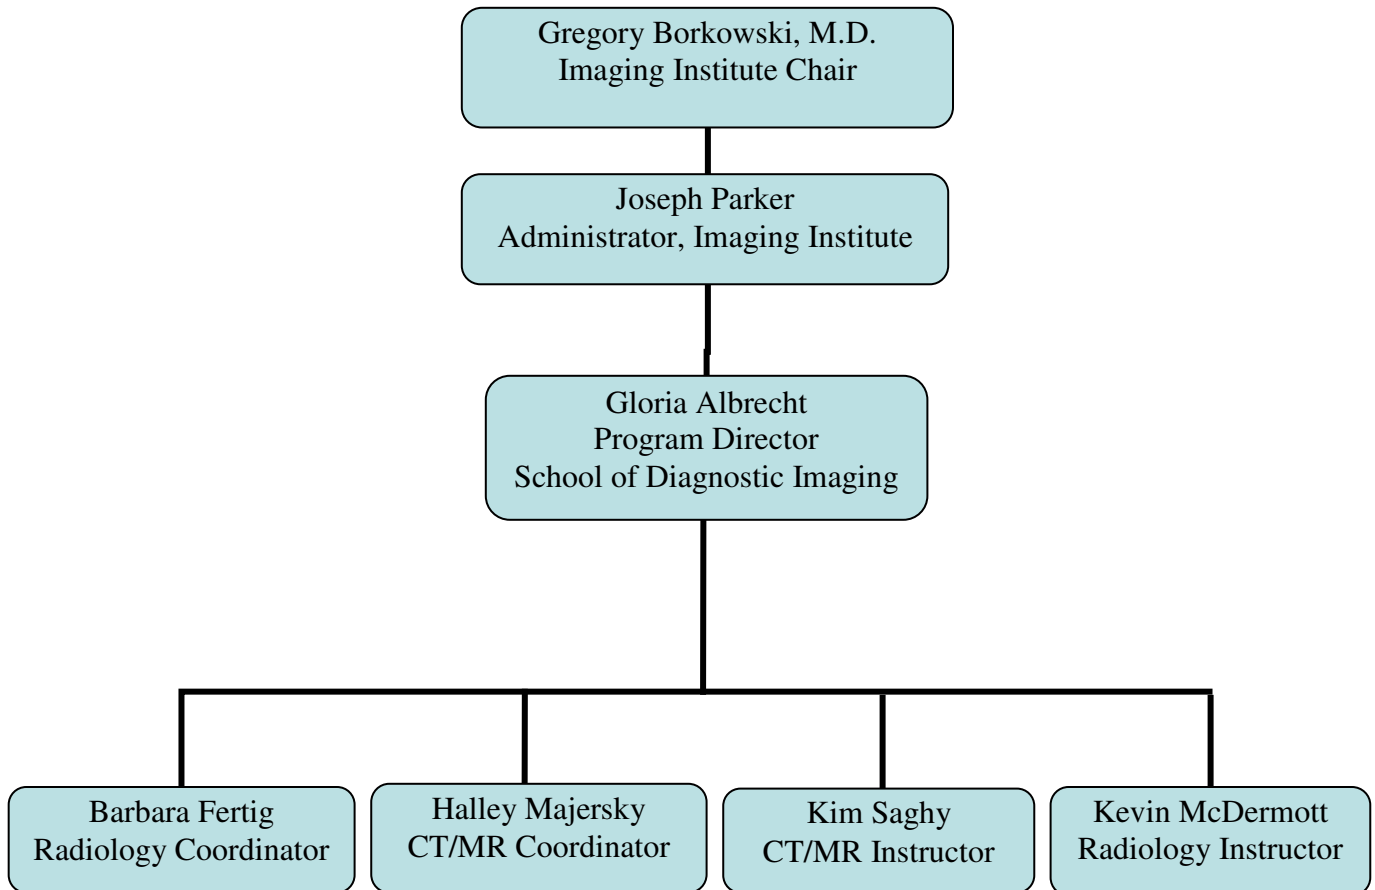 Gregory Borkowski, M.D.
Imaging Institute Chair
Joseph Parker
Administrator, Imaging Institute
Gloria Albrecht
Program Director
School of Diagnostic Imaging
Barbara Fertig
Radiology Coordinator
Halley Majersky
CT/MR Coordinator
Kim Saghy
CT/MR Instructor
Kevin McDermott
Radiology Instructor